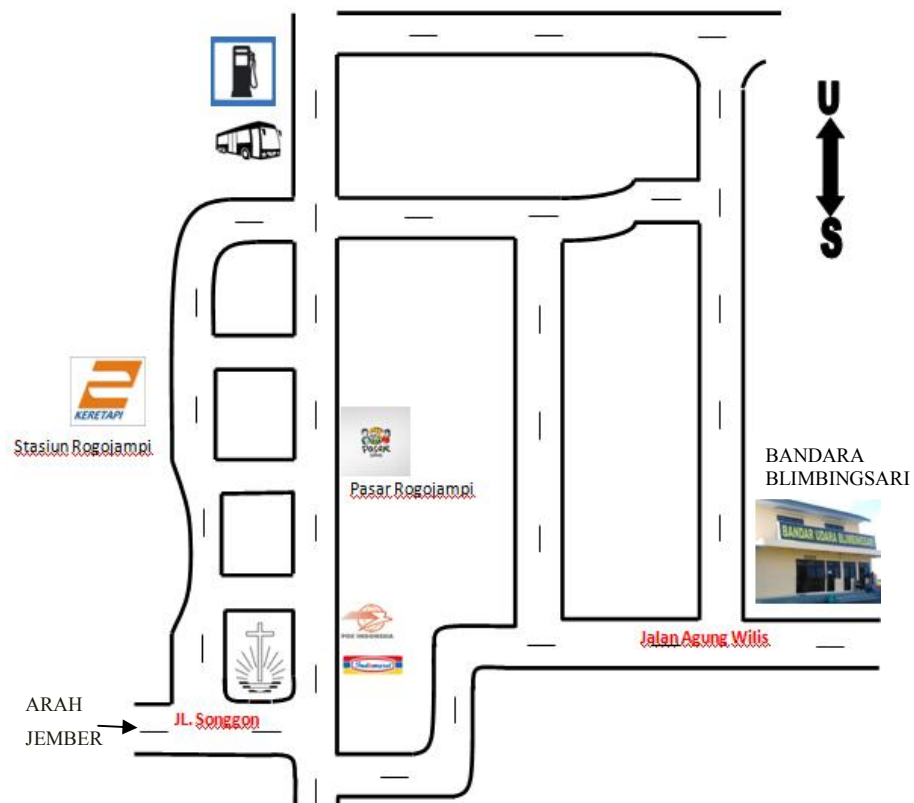 U
S
KERETAPI
Stasiun Rogojampi
PASAR
Pasar Rogojampi
BANDARA
BLIMBINGSARI
BANDAR UDARA BLIMBINGSARI
POS INDONESIA
Indomaret
Jalan Agung Wilis
ARAH
JEMBER
JL. Songgon